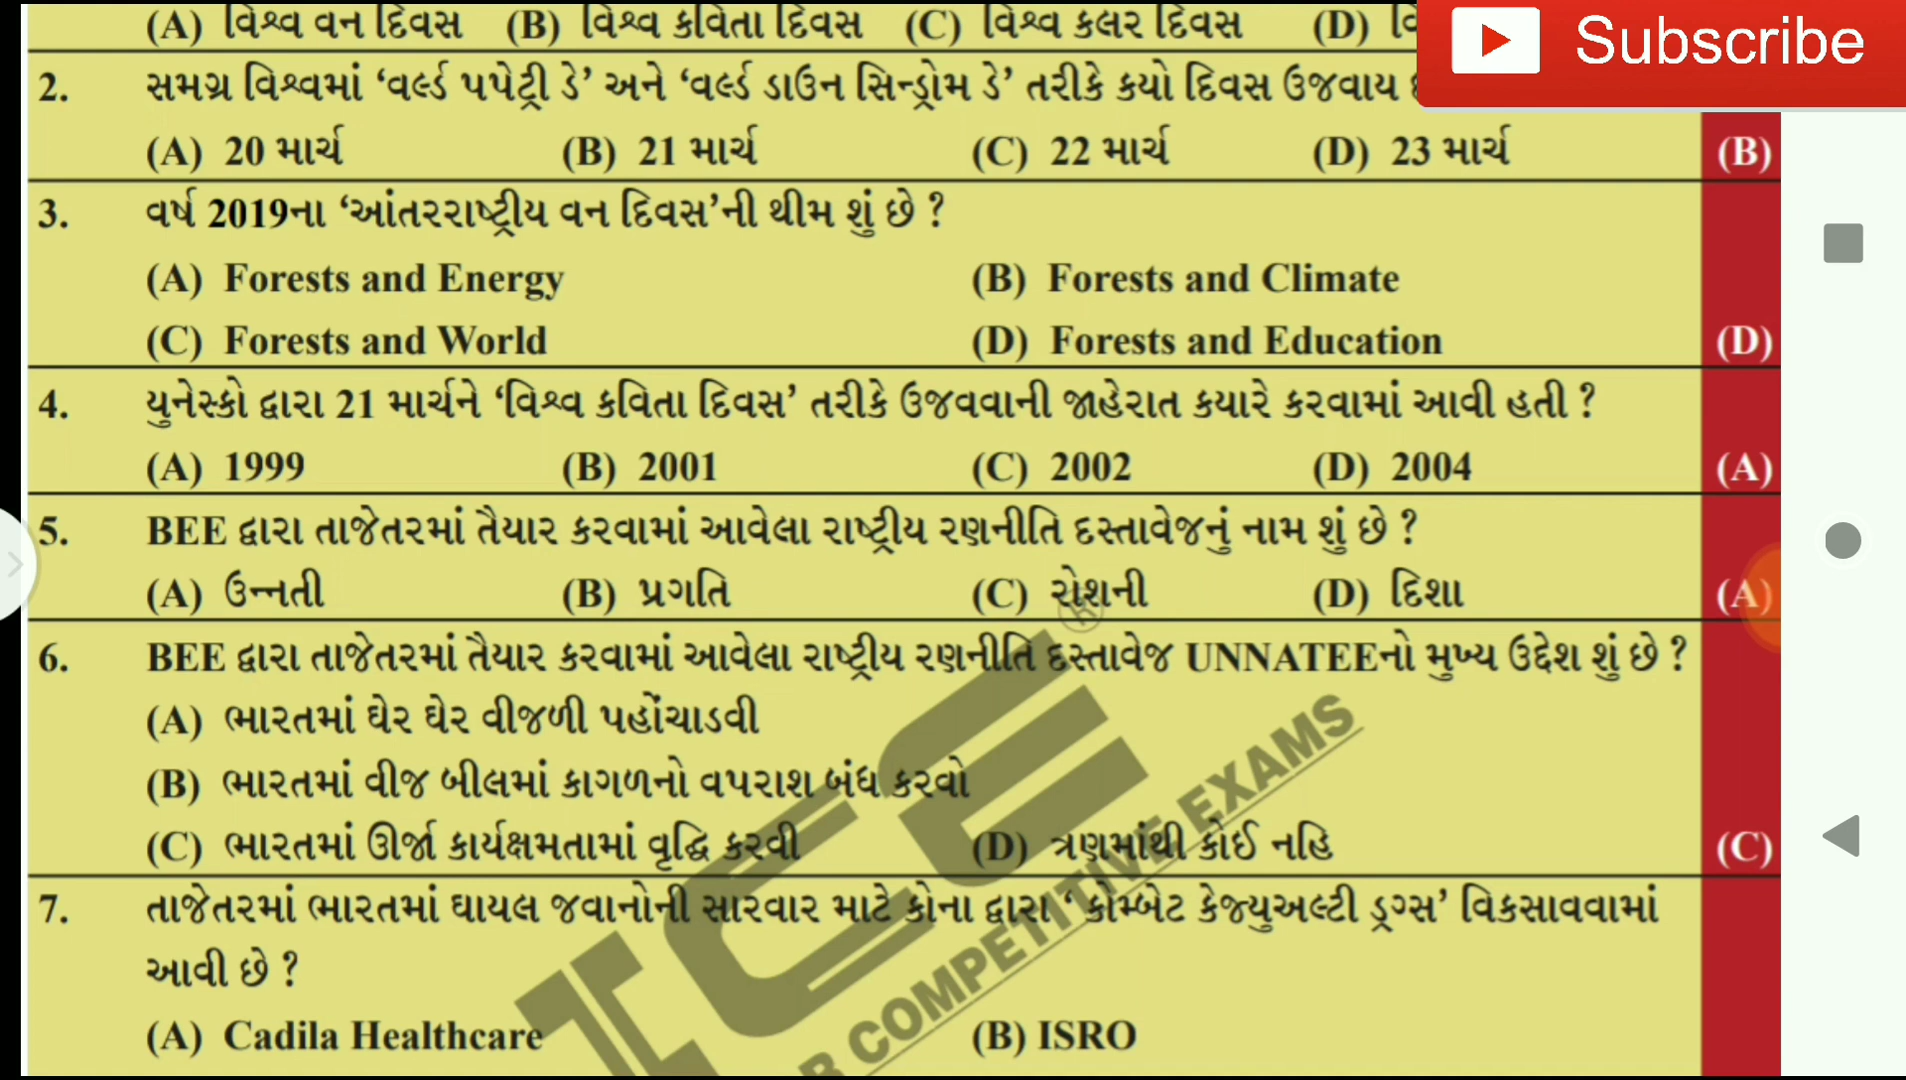 (A) વિશ્વ વન દિવસ (B) વિશ્વ કવિતા દિવસ (C) વિશ્વ કલર દિવસ (D)
Subscribe
2. સમગ્ર વિશ્વમાં ‘વર્લ્ડ પપેટ્રી ડે’ અને ‘વર્લ્ડ ડાઉન સિન્ડ્રોમ ડે’ તરીકે કયો દિવસ ઉજવાય
(A) 20 માર્ચ (B) 21 માર્ચ (C) 22 માર્ચ (D) 23 માર્ચ (B)
3. વર્ષ 2019ના ‘આંતરરાષ્ટ્રીય વન દિવસ’ની થીમ શું છે ?
(A) Forests and Energy (B) Forests and Climate
(C) Forests and World (D) Forests and Education (D)
4. યુનેસ્કો દ્વારા 21 માર્ચને ‘વિશ્વ કવિતા દિવસ’ તરીકે ઉજવવાની જાહેરાત કયારે કરવામાં આવી હતી ?
(A) 1999 (B) 2001 (C) 2002 (D) 2004 (A)
5. BEE દ્વારા તાજેતરમાં તૈયાર કરવામાં આવેલા રાષ્ટ્રીય રણનીતિ દસ્તાવેજનું નામ શું છે ?
(A) ઉન્નતી (B) પ્રગતિ (C) રોશની (D) દિશા (A)
6. BEE દ્વારા તાજેતરમાં તૈયાર કરવામાં આવેલા રાષ્ટ્રીય રણનીતિ દસ્તાવેજ UNNATEEનો મુખ્ય ઉદ્દેશ શું છે ?
(A) ભારતમાં ઘેર ઘેર વીજળી પહોંચાડવી
(B) ભારતમાં વીજ બીલમાં કાગળનો વપરાશ બંધ કરવો
(C) ભારતમાં ઊર્જા કાર્યક્ષમતામાં વૃદ્ધિ કરવી (D) ત્રણમાંથી કોઈ નહિ (C)
7. તાજેતરમાં ભારતમાં ઘાયલ જવાનોની સારવાર માટે કોના દ્વારા ‘કોમ્બેટ કેજ્યુઅલ્ટી ડ્રગ્સ’ વિકસાવવામાં
આવી છે ?
(A) Cadila Healthcare (B) ISRO
ICE
®
COMPETITIVE EXAMS